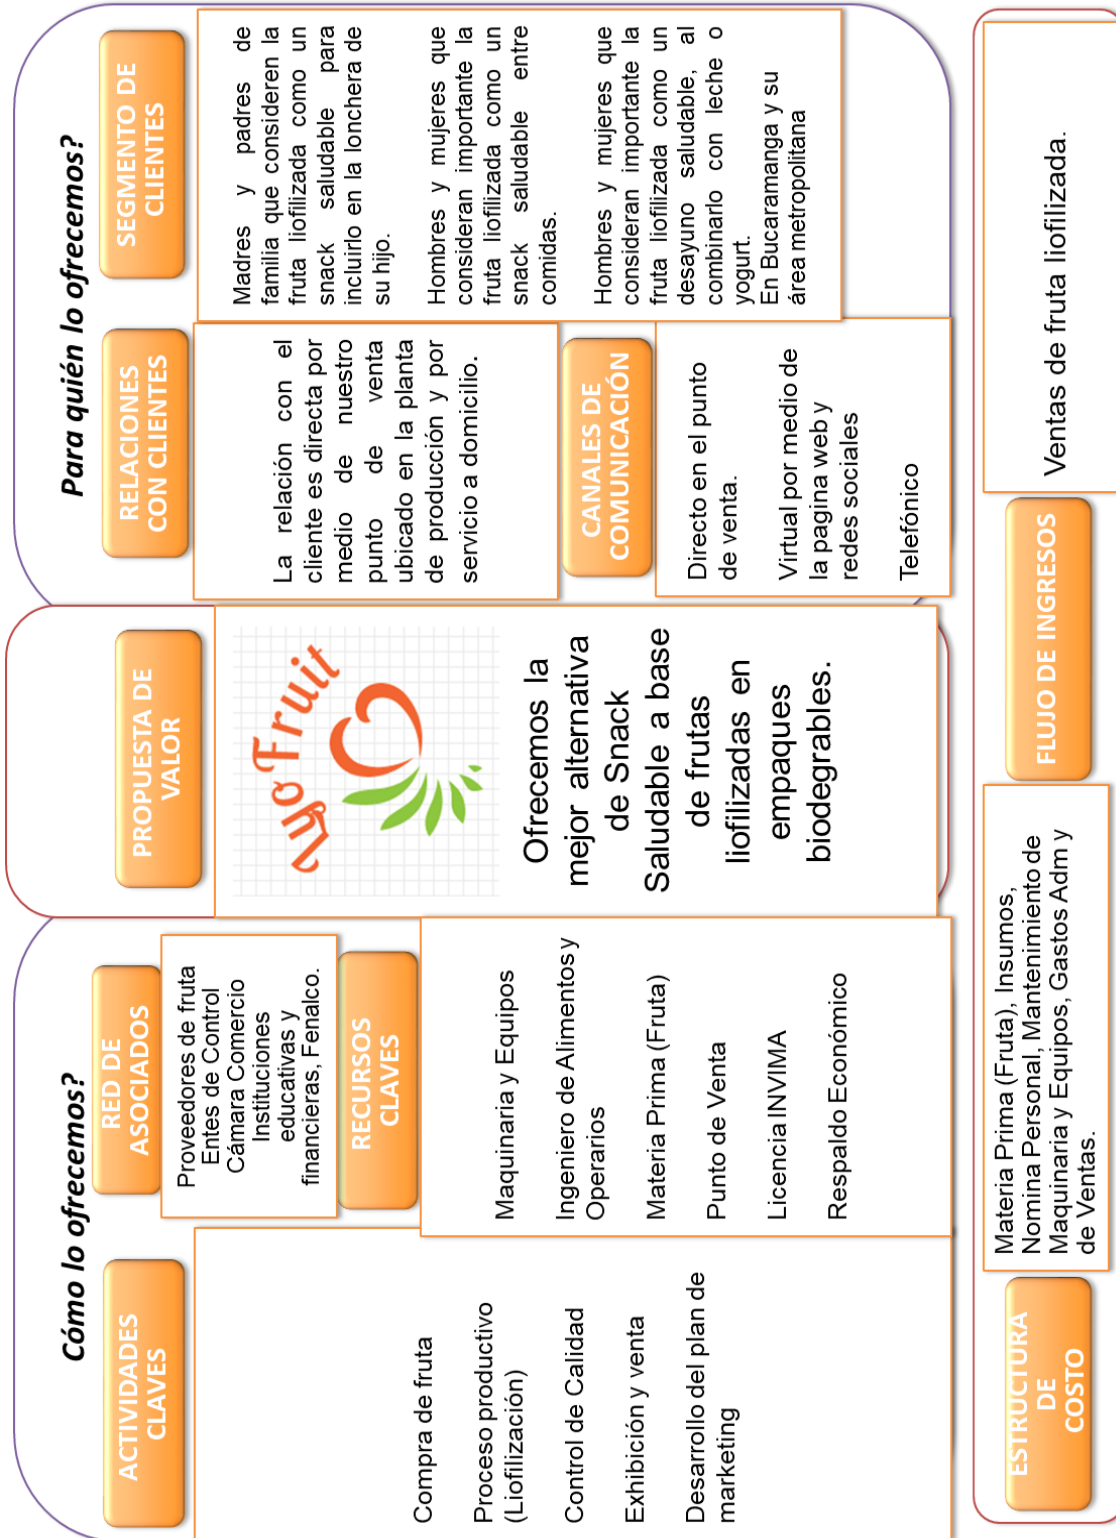 Cómo lo ofrecemos?
ACTIVIDADES
CLAVES
Compra de fruta
Proceso productivo
(Liofilización)
Control de Calidad
Exhibición y venta
Desarrollo del plan de
marketing
RED DE
ASOCIADOS
Proveedores de fruta
Entes de Control
Cámara Comercio
Instituciones
educativas y
financieras, Fenalco.
RECURSOS
CLAVES
Maquinaria y Equipos
Ingeniero de Alimentos y
Operarios
Materia Prima (Fruta)
Punto de Venta
Licencia INVIMA
Respaldo Económico
PROPUESTA DE
VALOR
LyoFruit
Ofrecemos la
mejor alternativa
de Snack
Saludable a base
de frutas
liofilizadas en
empaques
biodegrables.
Para quién lo ofrecemos?
RELACIONES
CON CLIENTES
La relación con el
cliente es directa por
medio de nuestro
punto de venta
ubicado en la planta
de producción y por
servicio a domicilio.
CANALES DE
COMUNICACIÓN
Directo en el punto
de venta.
Virtual por medio de
la pagina web y
redes sociales
Telefónico
SEGMENTO DE
CLIENTES
Madres y padres de
familia que consideren la
fruta liofilizada como un
snack saludable para
incluirlo en la lonchera de
su hijo.
Hombres y mujeres que
consideran importante la
fruta liofilizada como un
snack saludable entre
comidas.
Hombres y mujeres que
consideran importante la
fruta liofilizada como un
desayuno saludable, al
combinarlo con leche o
yogurt.
En Bucaramanga y su
área metropolitana
ESTRUCTURA
DE
COSTO
Materia Prima (Fruta), Insumos,
Nomina Personal, Mantenimiento de
Maquinaria y Equipos, Gastos Adm y
de Ventas.
FLUJO DE INGRESOS
Ventas de fruta liofilizada.